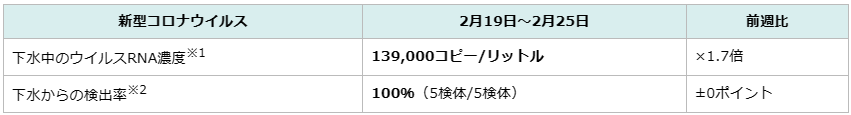 新型コロナウイルス 2月19日～2月25日 前週比
下水中のウイルスRNA濃度※1 139,000コピー/リットル ×1.7倍
下水からの検出率※2 100%（5検体/5検体） ±0ポイント